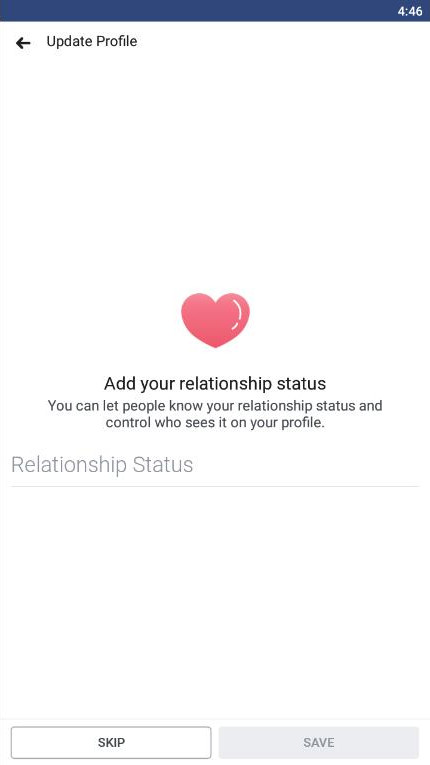 4:46
Update Profile
Add your relationship status
You can let people know your relationship status and
control who sees it on your profile.
Relationship Status
SKIP
SAVE